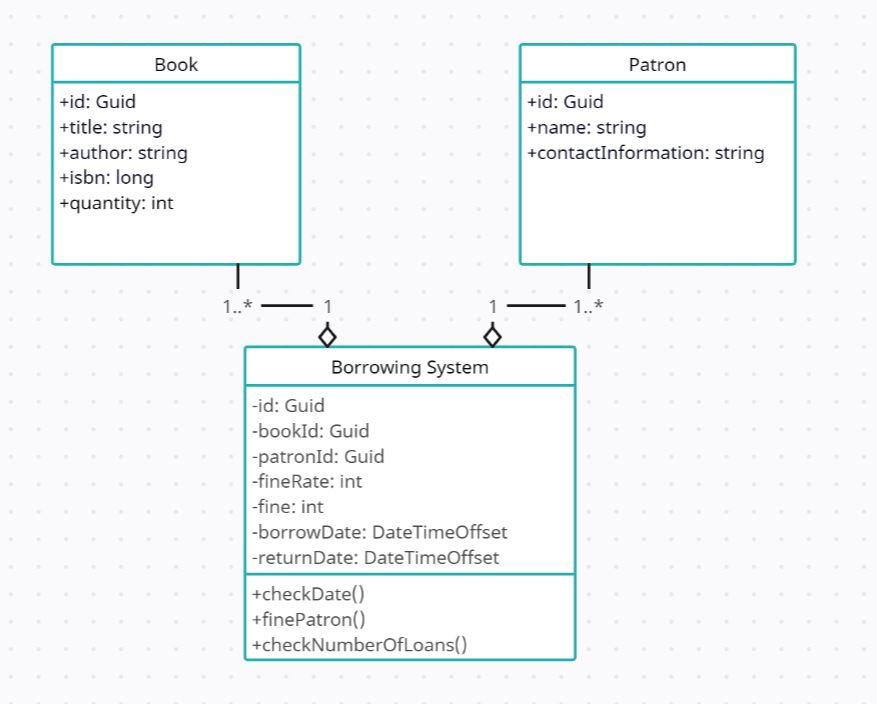 Book
+id: Guid
+title: string
+author: string
+isbn: long
+quantity: int
Patron
+id: Guid
+name: string
+contactInformation: string
1..*
1
1
1..*
Borrowing System
-id: Guid
-bookId: Guid
-patronId: Guid
-fineRate: int
-fine: int
-borrowDate: DateTimeOffset
-returnDate: DateTimeOffset
+checkDate()
+finePatron()
+checkNumberOfLoans()